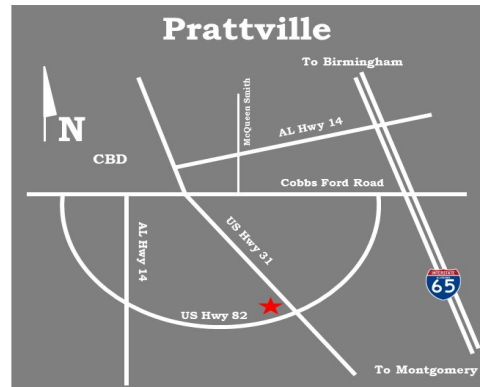 Prattville
To Birmingham
McQueen Smith
AL Hwy 14
N
CBD
Cobbs Ford Road
AL Hwy 14
US Hwy 31
INTERSTATE
65
US Hwy 82
To Montgomery